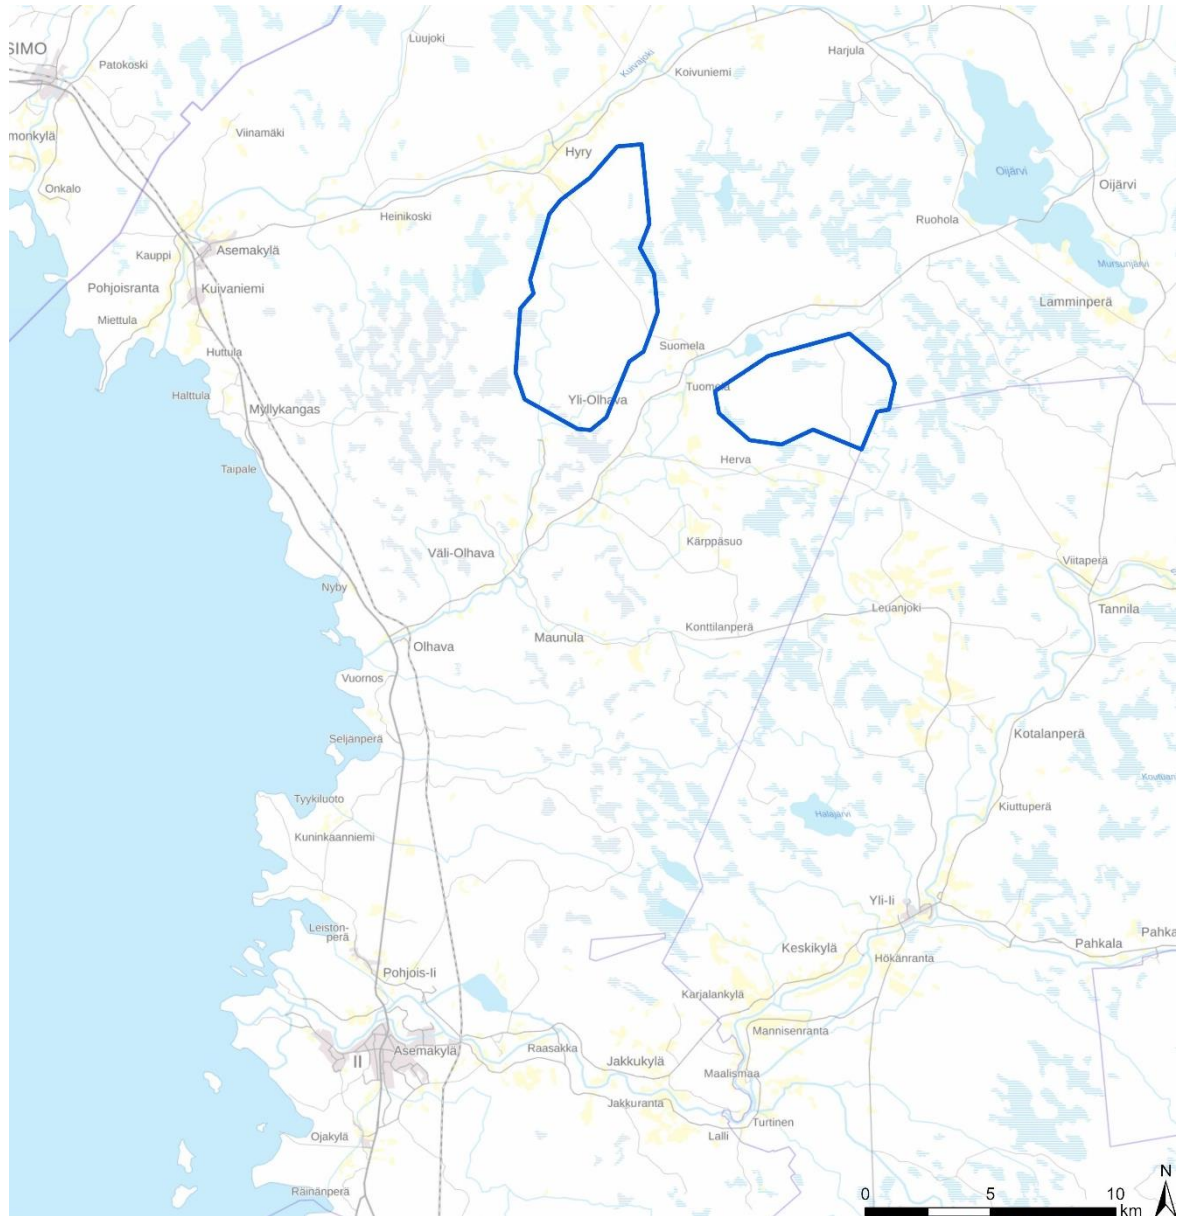 Luujoki
SIMO
Patokoski
Harjula
Kuivajoki
Koivuniemi
Viinamäki
monkylä
Hyry
Oijärvi
Oijärvi
Onkalo
Heinikoski
Ruohola
Asemakylä
Kauppi
Mursunjärvi
Pohjoisranta
Kuivaniemi
Lamminperä
Miettula
Suomela
Huttula
Tuomela
Halttula
Yli-Olhava
Myllykangas
Herva
Taipale
Kärppäsuo
Väli-Olhava
Viitaperä
Nyby
Leuanjoki
Tannila
Konttilanperä
Maunula
Olhava
Vuornos
Kotalanperä
Seljanperä
Tyykiluoto
Kiuttuperä
Halajärvi
Kuninkaanniemi
Yli-Ii
Leistön-
perä
Pahka
Pahkala
Keskikylä
Hökänranta
Pohjois-Ii
Karjalankylä
Mannisenranta
Asemakylä
Raasakka
II
Jakkukylä
Maalismaa
Jakkuranta
Turtinen
Lalli
Ojakylä
N
Räinänperä
0 5 10
km